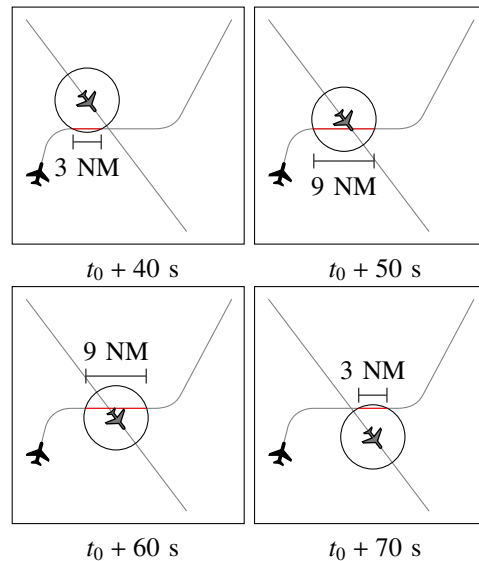 3 NM
9 NM
t₀ + 40 s
t₀ + 50 s
9 NM
3 NM
t₀ + 60 s
t₀ + 70 s